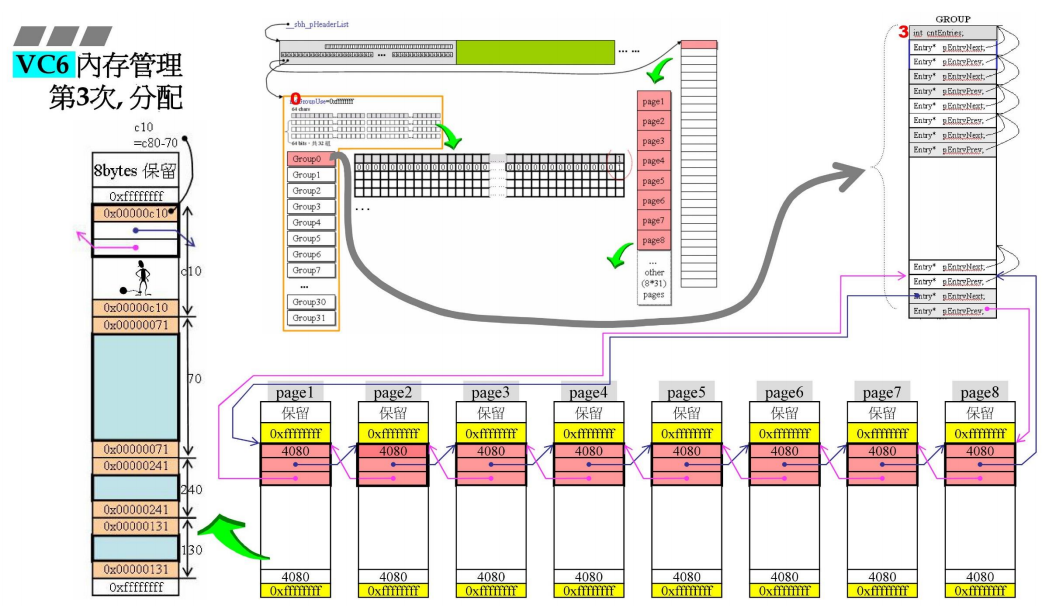 VC6 內存管理
第3次, 分配
c10
=c80-70
8bytes 保留
0xffffffff
0x00000c10
c10
0x00000c10
0x00000071
70
0x00000071
0x00000241
240
0x00000241
0x00000131
130
0x00000131
0xffffffff
__sbh_pHeaderList
... ...
0
GroupUse=0xffffffff
64 chars
...
64 bits，共 32 組
Group0
Group1
Group2
Group3
Group4
Group5
Group6
Group7
...
Group30
Group31
...
page1
page2
page3
page4
page5
page6
page7
page8
...
other
(8*31)
pages
GROUP
3
int cntEntries;
Entry* pEntryNext;
Entry* pEntryPrev;
Entry* pEntryNext;
Entry* pEntryPrev;
Entry* pEntryNext;
Entry* pEntryPrev;
Entry* pEntryNext;
Entry* pEntryPrev;
Entry* pEntryNext;
Entry* pEntryPrev;
Entry* pEntryNext;
Entry* pEntryPrev;
page1 page2 page3 page4 page5 page6 page7 page8
保留 保留 保留 保留 保留 保留 保留 保留
0xffffffff 0xffffffff 0xffffffff 0xffffffff 0xffffffff 0xffffffff 0xffffffff 0xffffffff
4080 4080 4080 4080 4080 4080 4080 4080
4080 4080 4080 4080 4080 4080 4080 4080
0xffffffff 0xffffffff 0xffffffff 0xffffffff 0xffffffff 0xffffffff 0xffffffff 0xffffffff